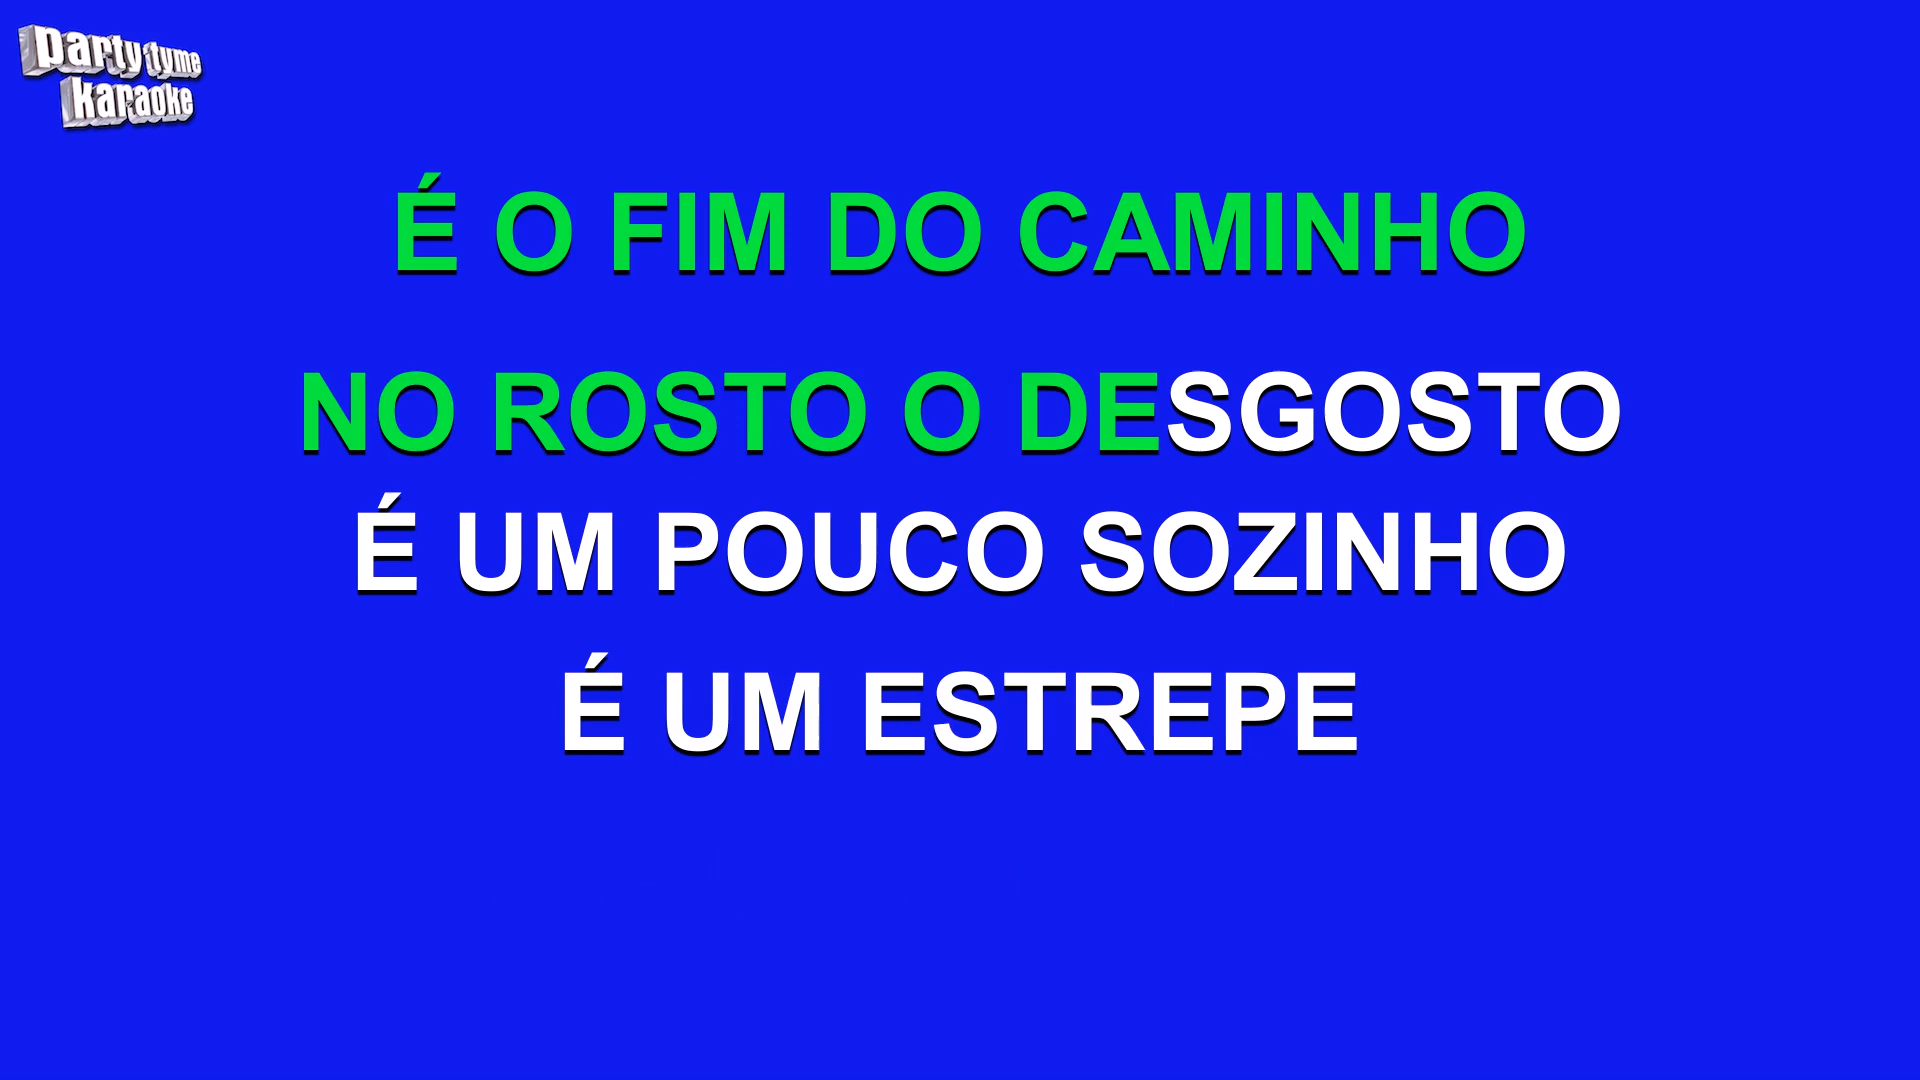 party tyme
karaoke
É O FIM DO CAMINHO
NO ROSTO O DESGOSTO
É UM POUCO SOZINHO
É UM ESTREPE